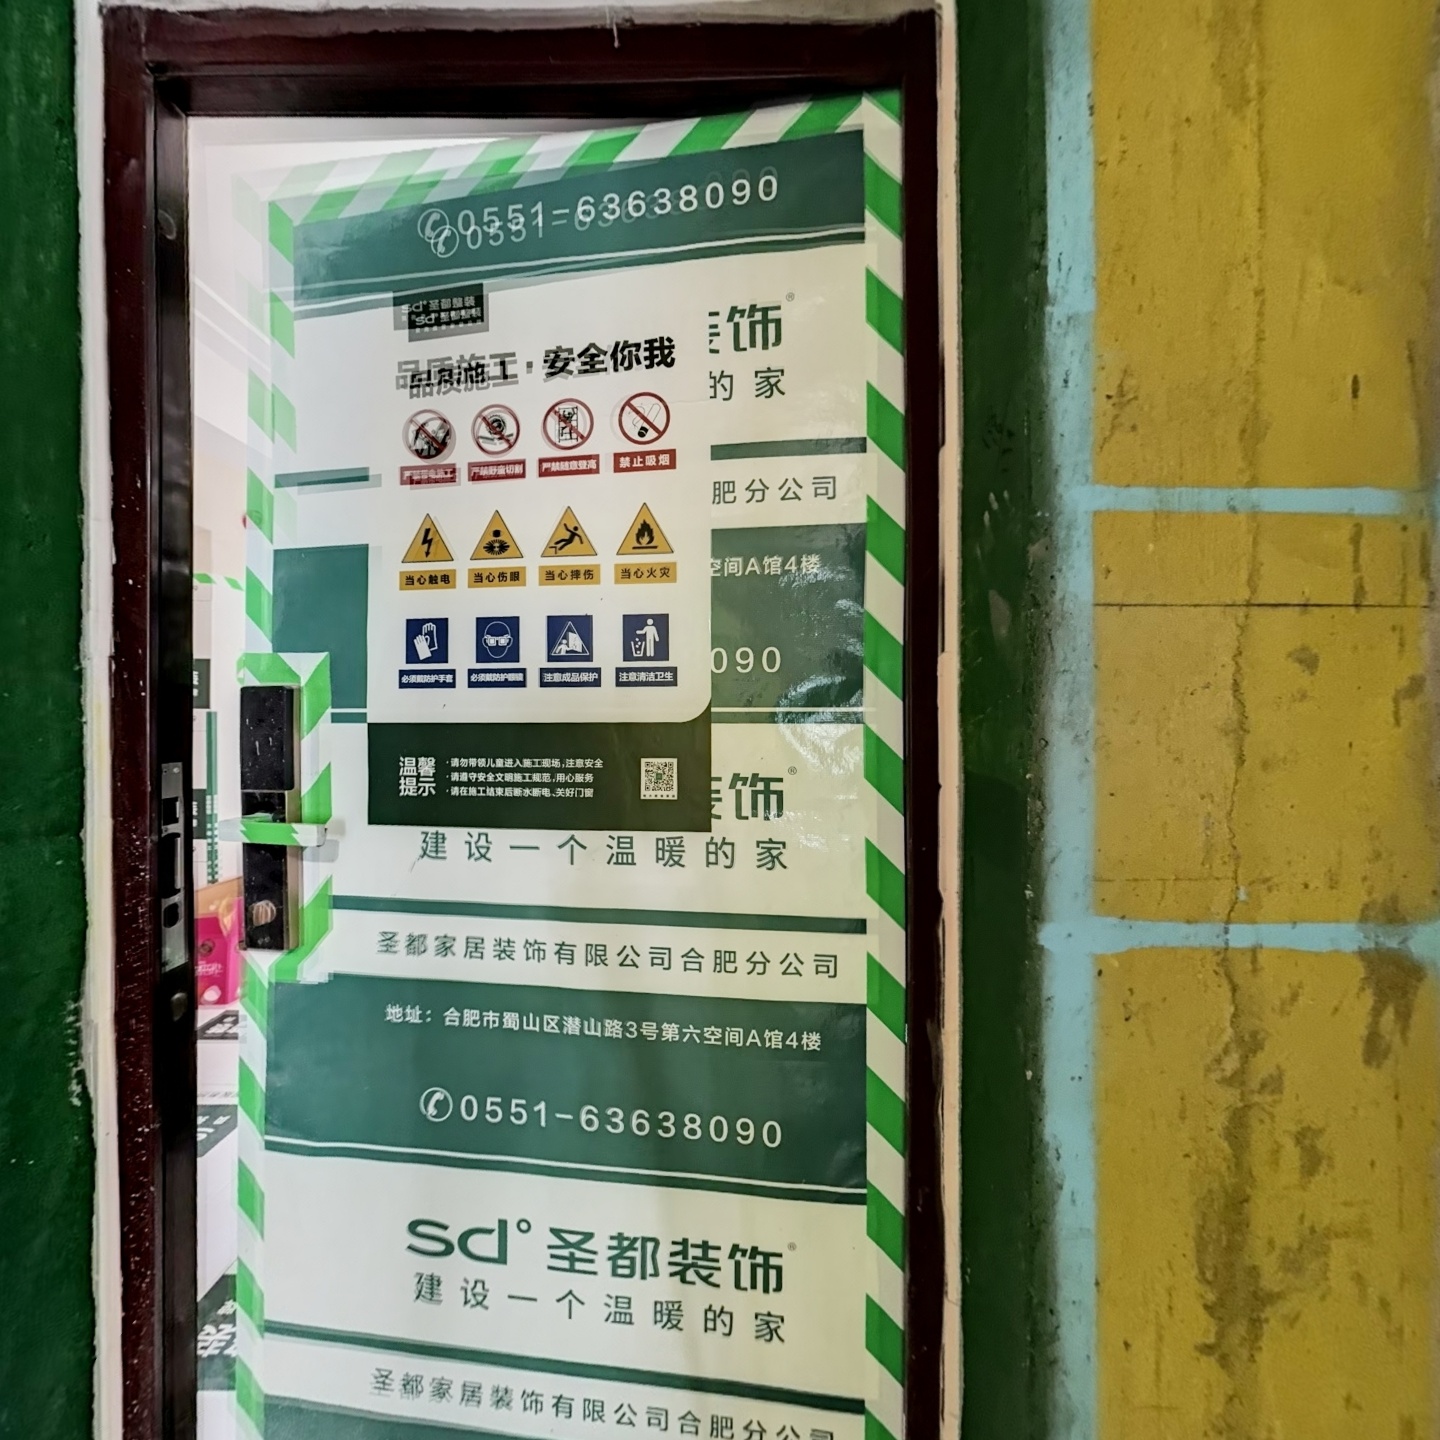 0551-63638090
sd°圣都整装
品质施工·安全你我
装饰®
的家
严禁野蛮切割
严禁随意登高
禁止吸烟
肥分公司
当心触电
当心伤眼
当心摔伤
当心火灾
空间A馆4楼
必须戴防护手套
必须戴防护眼镜
注意成品保护
注意清洁卫生
090
温馨提示
·请勿带领儿童进入施工现场,注意安全
·请遵守安全文明施工规范,用心服务
·请在施工结束后断水断电、关好门窗
装饰®
建设一个温暖的家
圣都家居装饰有限公司合肥分公司
地址：合肥市蜀山区潜山路3号第六空间A馆4楼
0551-63638090
sd°圣都装饰®
建设一个温暖的家
圣都家居装饰有限公司合肥分公司